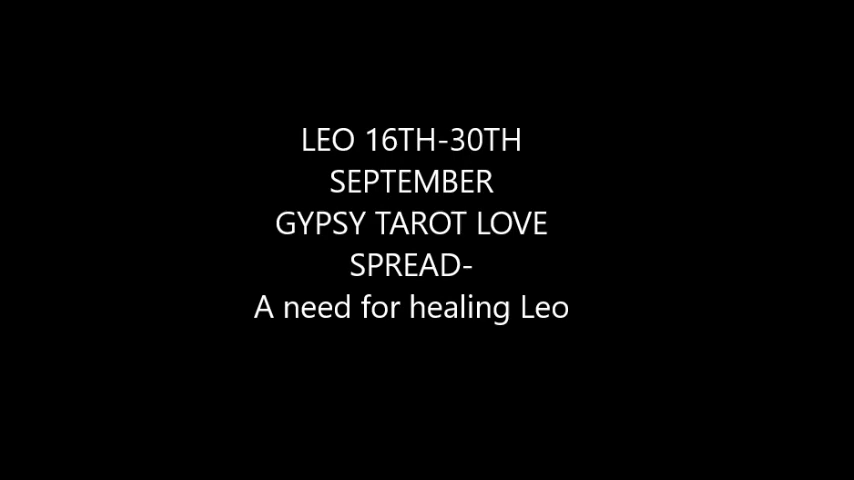 LEO 16TH-30TH
SEPTEMBER
GYPSY TAROT LOVE
SPREAD-
A need for healing Leo